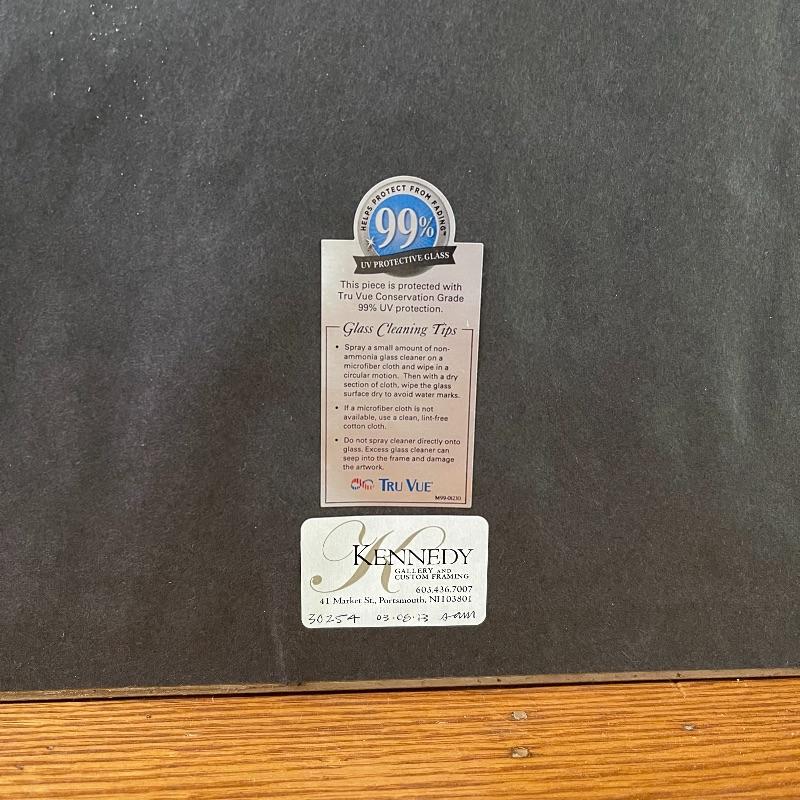 HELPS PROTECT FROM FADING™
99%
UV PROTECTIVE GLASS
This piece is protected with
Tru Vue Conservation Grade
99% UV protection.
Glass Cleaning Tips
• Spray a small amount of non-
ammonia glass cleaner on a
microfiber cloth and wipe in a
circular motion. Then with a dry
section of cloth, wipe the glass
surface dry to avoid water marks.
• If a microfiber cloth is not
available, use a clean, lint-free
cotton cloth.
• Do not spray cleaner directly onto
glass. Excess glass cleaner can
seep into the frame and damage
the artwork.
TRU VUE
M99-01230
K
KENNEDY
GALLERY AND
CUSTOM FRAMING
603.436.7007
41 Market St., Portsmouth, NH 03801
30254 03.06.13